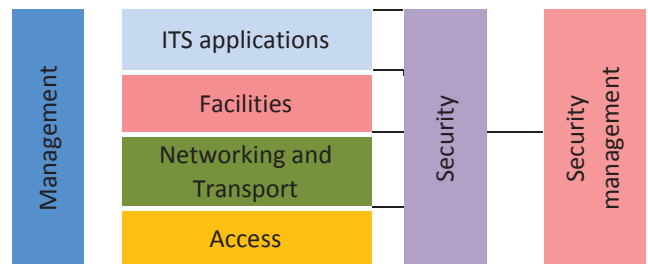 Management
ITS applications
Facilities
Networking and
Transport
Access
Security
Security
management